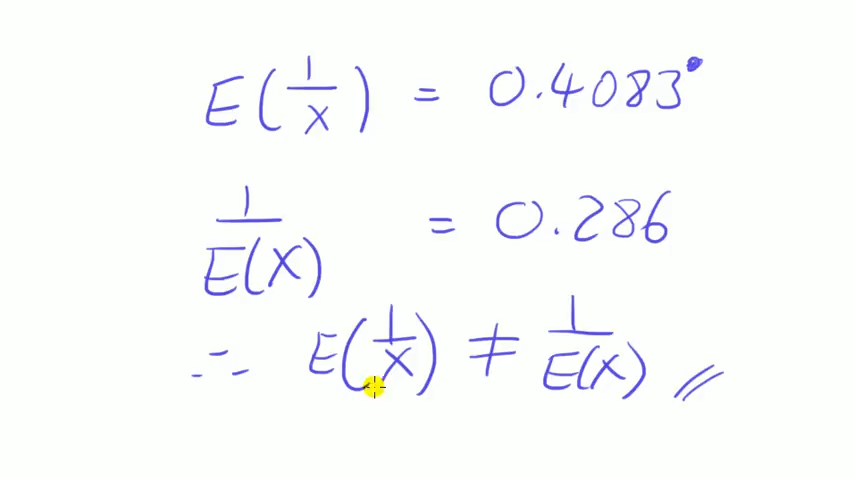 E(1/x) = 0.4083
1/E(X) = 0.286
∴ E(1/X) ≠ 1/E(X) //